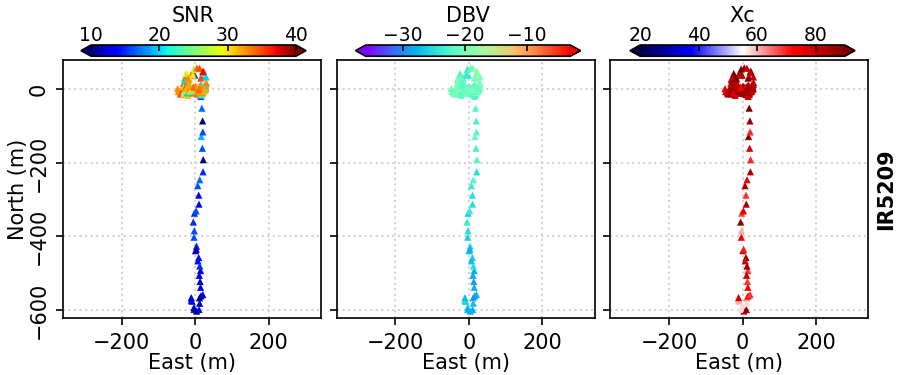 SNR DBV Xc
10 20 30 40 −30 −20 −10 20 40 60 80
North (m)
0
−200
−400
−600
IR5209
−200 0 200 −200 0 200 −200 0 200
East (m) East (m) East (m)